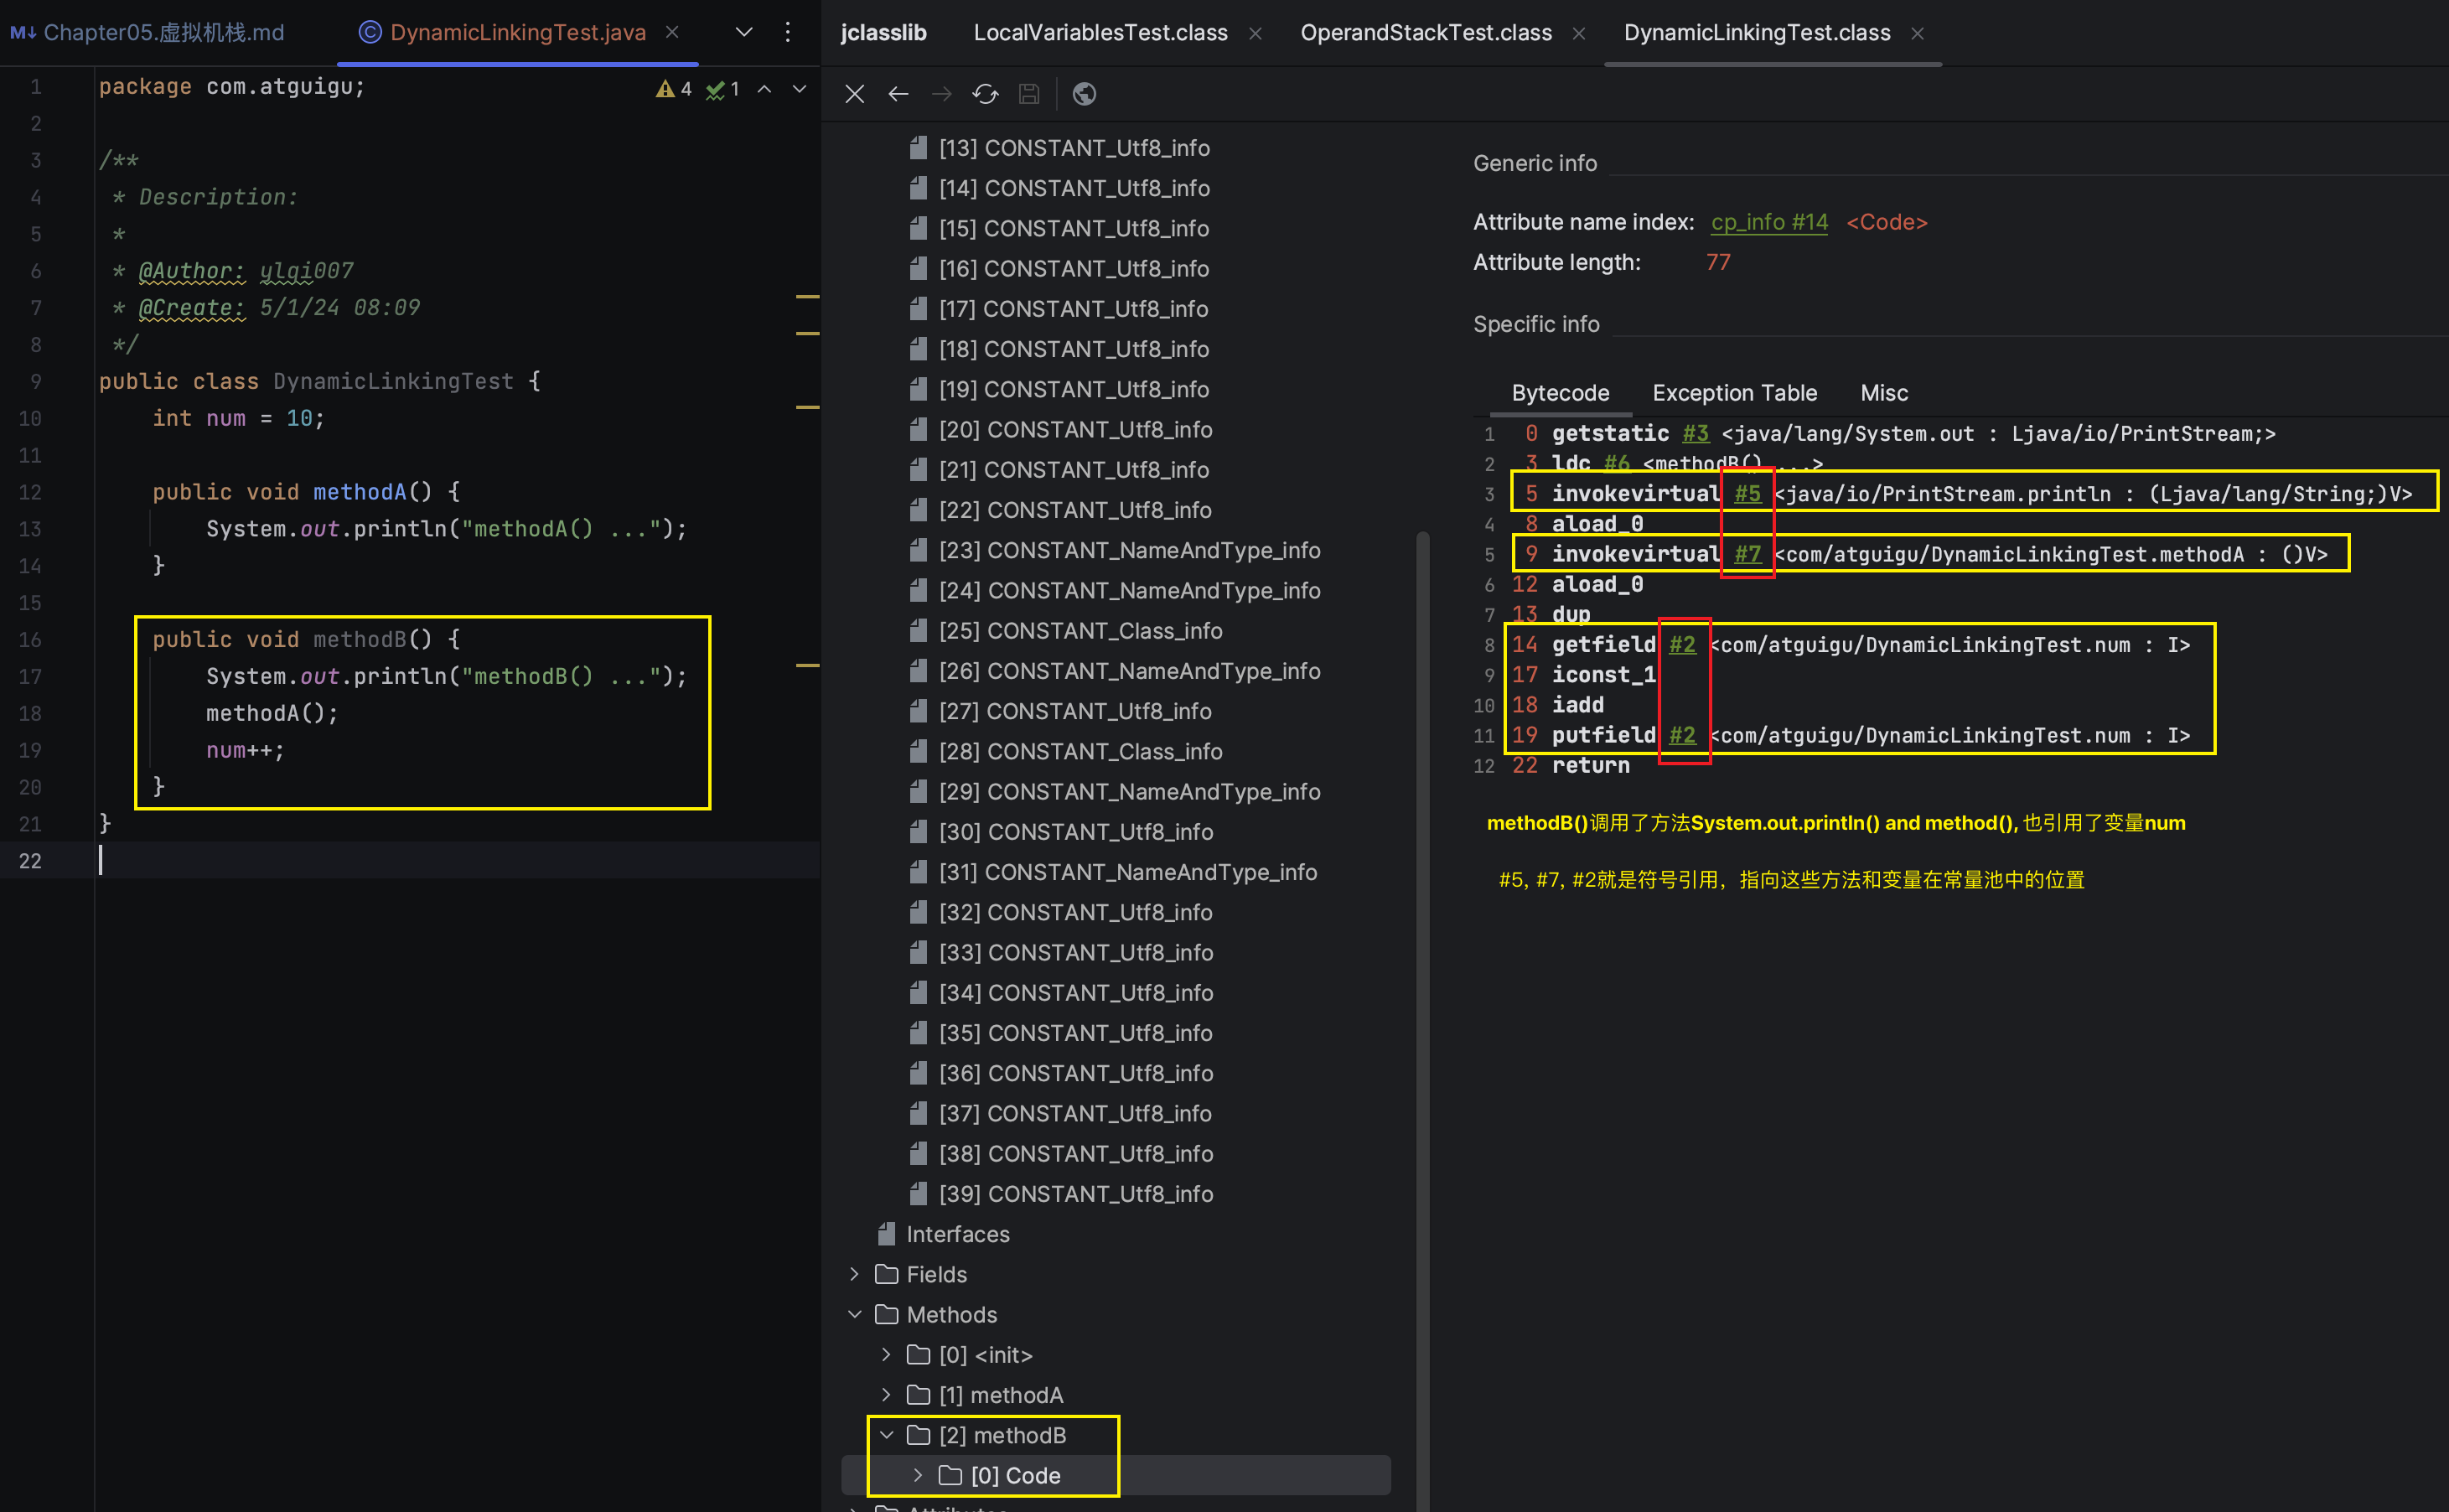 M↓ Chapter05.虚拟机栈.md
DynamicLinkingTest.java
4 1
1 package com.atguigu;
2
3 /**
4 * Description:
5 *
6 * @Author: ylqi007
7 * @Create: 5/1/24 08:09
8 */
9 public class DynamicLinkingTest {
10 int num = 10;
11
12 public void methodA() {
13 System.out.println("methodA() ...");
14 }
15
16 public void methodB() {
17 System.out.println("methodB() ...");
18 methodA();
19 num++;
20 }
21 }
22
jclasslib
LocalVariablesTest.class
OperandStackTest.class
DynamicLinkingTest.class
[13] CONSTANT_Utf8_info
[14] CONSTANT_Utf8_info
[15] CONSTANT_Utf8_info
[16] CONSTANT_Utf8_info
[17] CONSTANT_Utf8_info
[18] CONSTANT_Utf8_info
[19] CONSTANT_Utf8_info
[20] CONSTANT_Utf8_info
[21] CONSTANT_Utf8_info
[22] CONSTANT_Utf8_info
[23] CONSTANT_NameAndType_info
[24] CONSTANT_NameAndType_info
[25] CONSTANT_Class_info
[26] CONSTANT_NameAndType_info
[27] CONSTANT_Utf8_info
[28] CONSTANT_Class_info
[29] CONSTANT_NameAndType_info
[30] CONSTANT_Utf8_info
[31] CONSTANT_NameAndType_info
[32] CONSTANT_Utf8_info
[33] CONSTANT_Utf8_info
[34] CONSTANT_Utf8_info
[35] CONSTANT_Utf8_info
[36] CONSTANT_Utf8_info
[37] CONSTANT_Utf8_info
[38] CONSTANT_Utf8_info
[39] CONSTANT_Utf8_info
Interfaces
Fields
Methods
[0] <init>
[1] methodA
[2] methodB
[0] Code
Attributes
Generic info
Attribute name index: cp_info #14 <Code>
Attribute length: 77
Specific info
Bytecode Exception Table Misc
1 0 getstatic #3 <java/lang/System.out : Ljava/io/PrintStream;>
2 3 ldc #6 <methodB() ...>
3 5 invokevirtual #5 <java/io/PrintStream.println : (Ljava/lang/String;)V>
4 8 aload_0
5 9 invokevirtual #7 <com/atguigu/DynamicLinkingTest.methodA : ()V>
6 12 aload_0
7 13 dup
8 14 getfield #2 <com/atguigu/DynamicLinkingTest.num : I>
9 17 iconst_1
10 18 iadd
11 19 putfield #2 <com/atguigu/DynamicLinkingTest.num : I>
12 22 return
methodB()调用了方法System.out.println() and method(), 也引用了变量num
#5, #7, #2就是符号引用，指向这些方法和变量在常量池中的位置